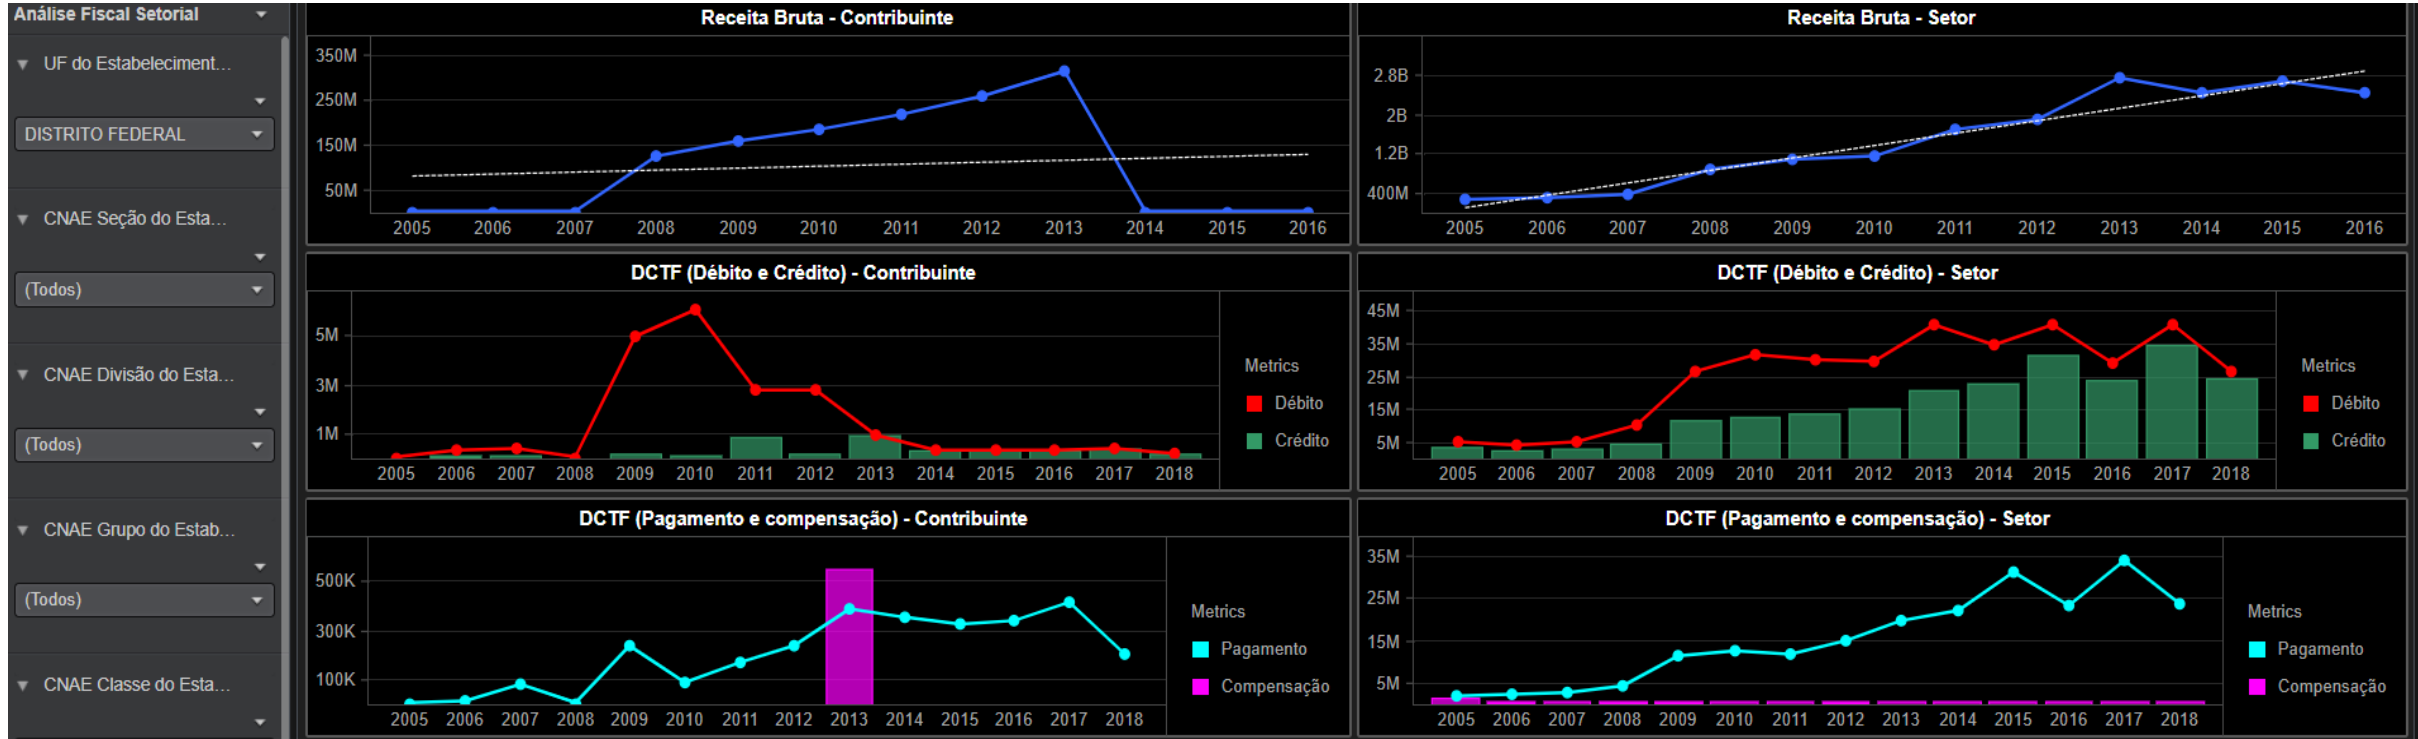 Análise Fiscal Setorial
UF do Estabeleciment...
DISTRITO FEDERAL
CNAE Seção do Esta...
(Todos)
CNAE Divisão do Esta...
(Todos)
CNAE Grupo do Estab...
(Todos)
CNAE Classe do Esta...
Receita Bruta - Contribuinte
350M
250M
150M
50M
2005 2006 2007 2008 2009 2010 2011 2012 2013 2014 2015 2016
Receita Bruta - Setor
2.8B
2B
1.2B
400M
2005 2006 2007 2008 2009 2010 2011 2012 2013 2014 2015 2016
DCTF (Débito e Crédito) - Contribuinte
5M
3M
1M
2005 2006 2007 2008 2009 2010 2011 2012 2013 2014 2015 2016 2017 2018
Metrics
Débito
Crédito
DCTF (Débito e Crédito) - Setor
45M
35M
25M
15M
5M
2005 2006 2007 2008 2009 2010 2011 2012 2013 2014 2015 2016 2017 2018
Metrics
Débito
Crédito
DCTF (Pagamento e compensação) - Contribuinte
500K
300K
100K
2005 2006 2007 2008 2009 2010 2011 2012 2013 2014 2015 2016 2017 2018
Metrics
Pagamento
Compensação
DCTF (Pagamento e compensação) - Setor
35M
25M
15M
5M
2005 2006 2007 2008 2009 2010 2011 2012 2013 2014 2015 2016 2017 2018
Metrics
Pagamento
Compensação